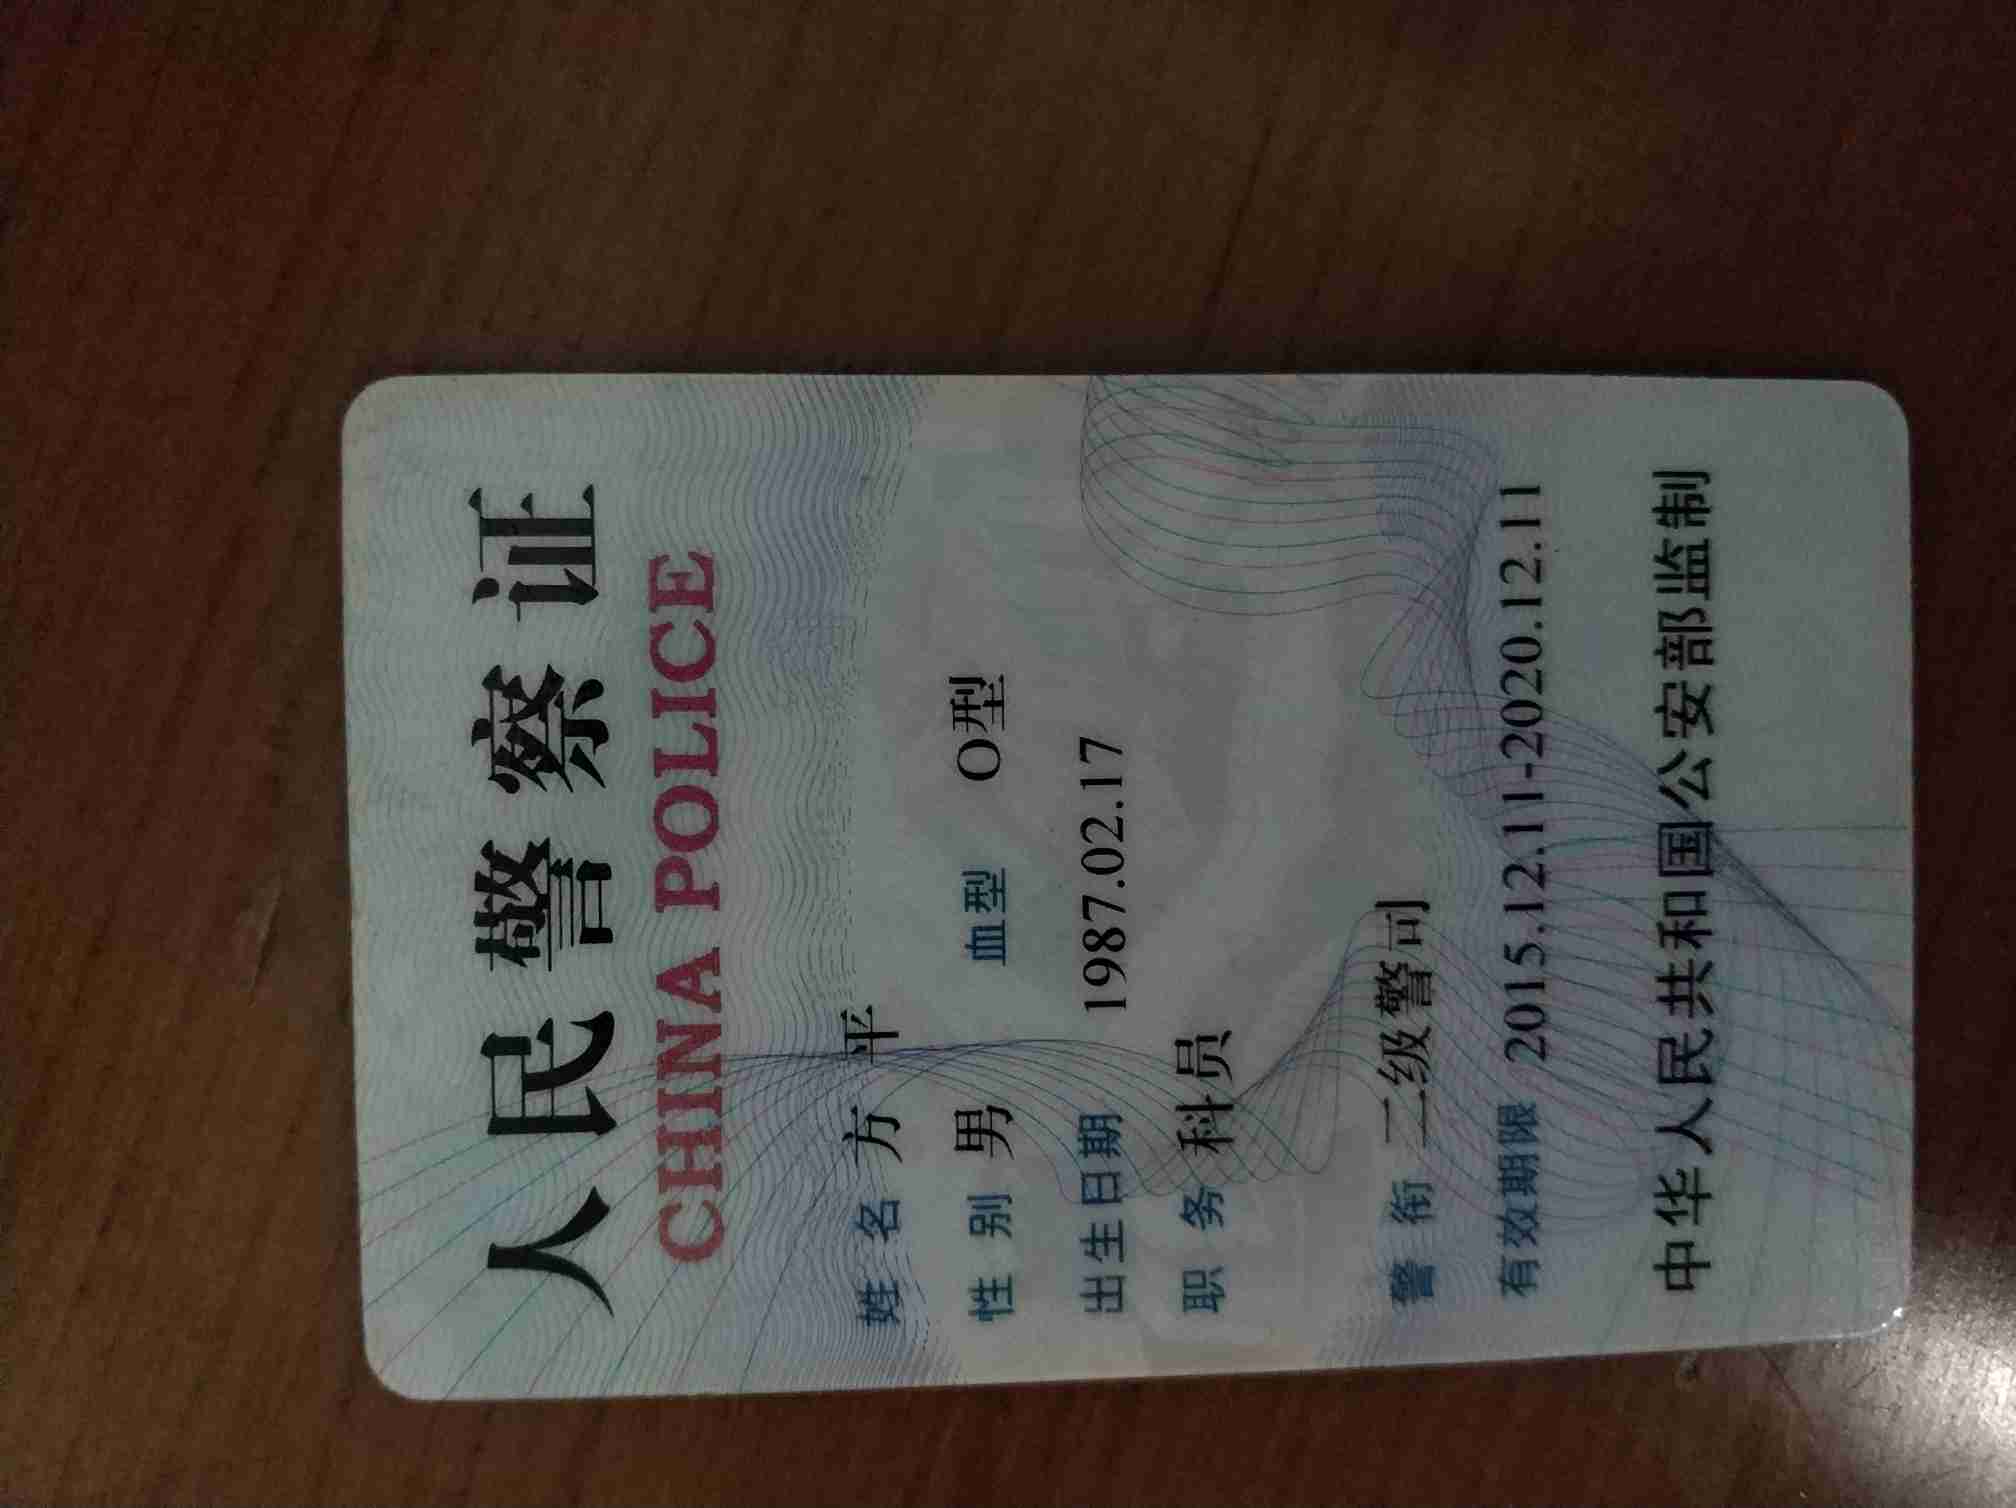 人民警察证
CHINA POLICE
姓名 方平
性别 男 血型 O型
出生日期 1987.02.17
职务 科员
警衔 二级警司
有效期限 2015.12.11-2020.12.11
中华人民共和国公安部监制